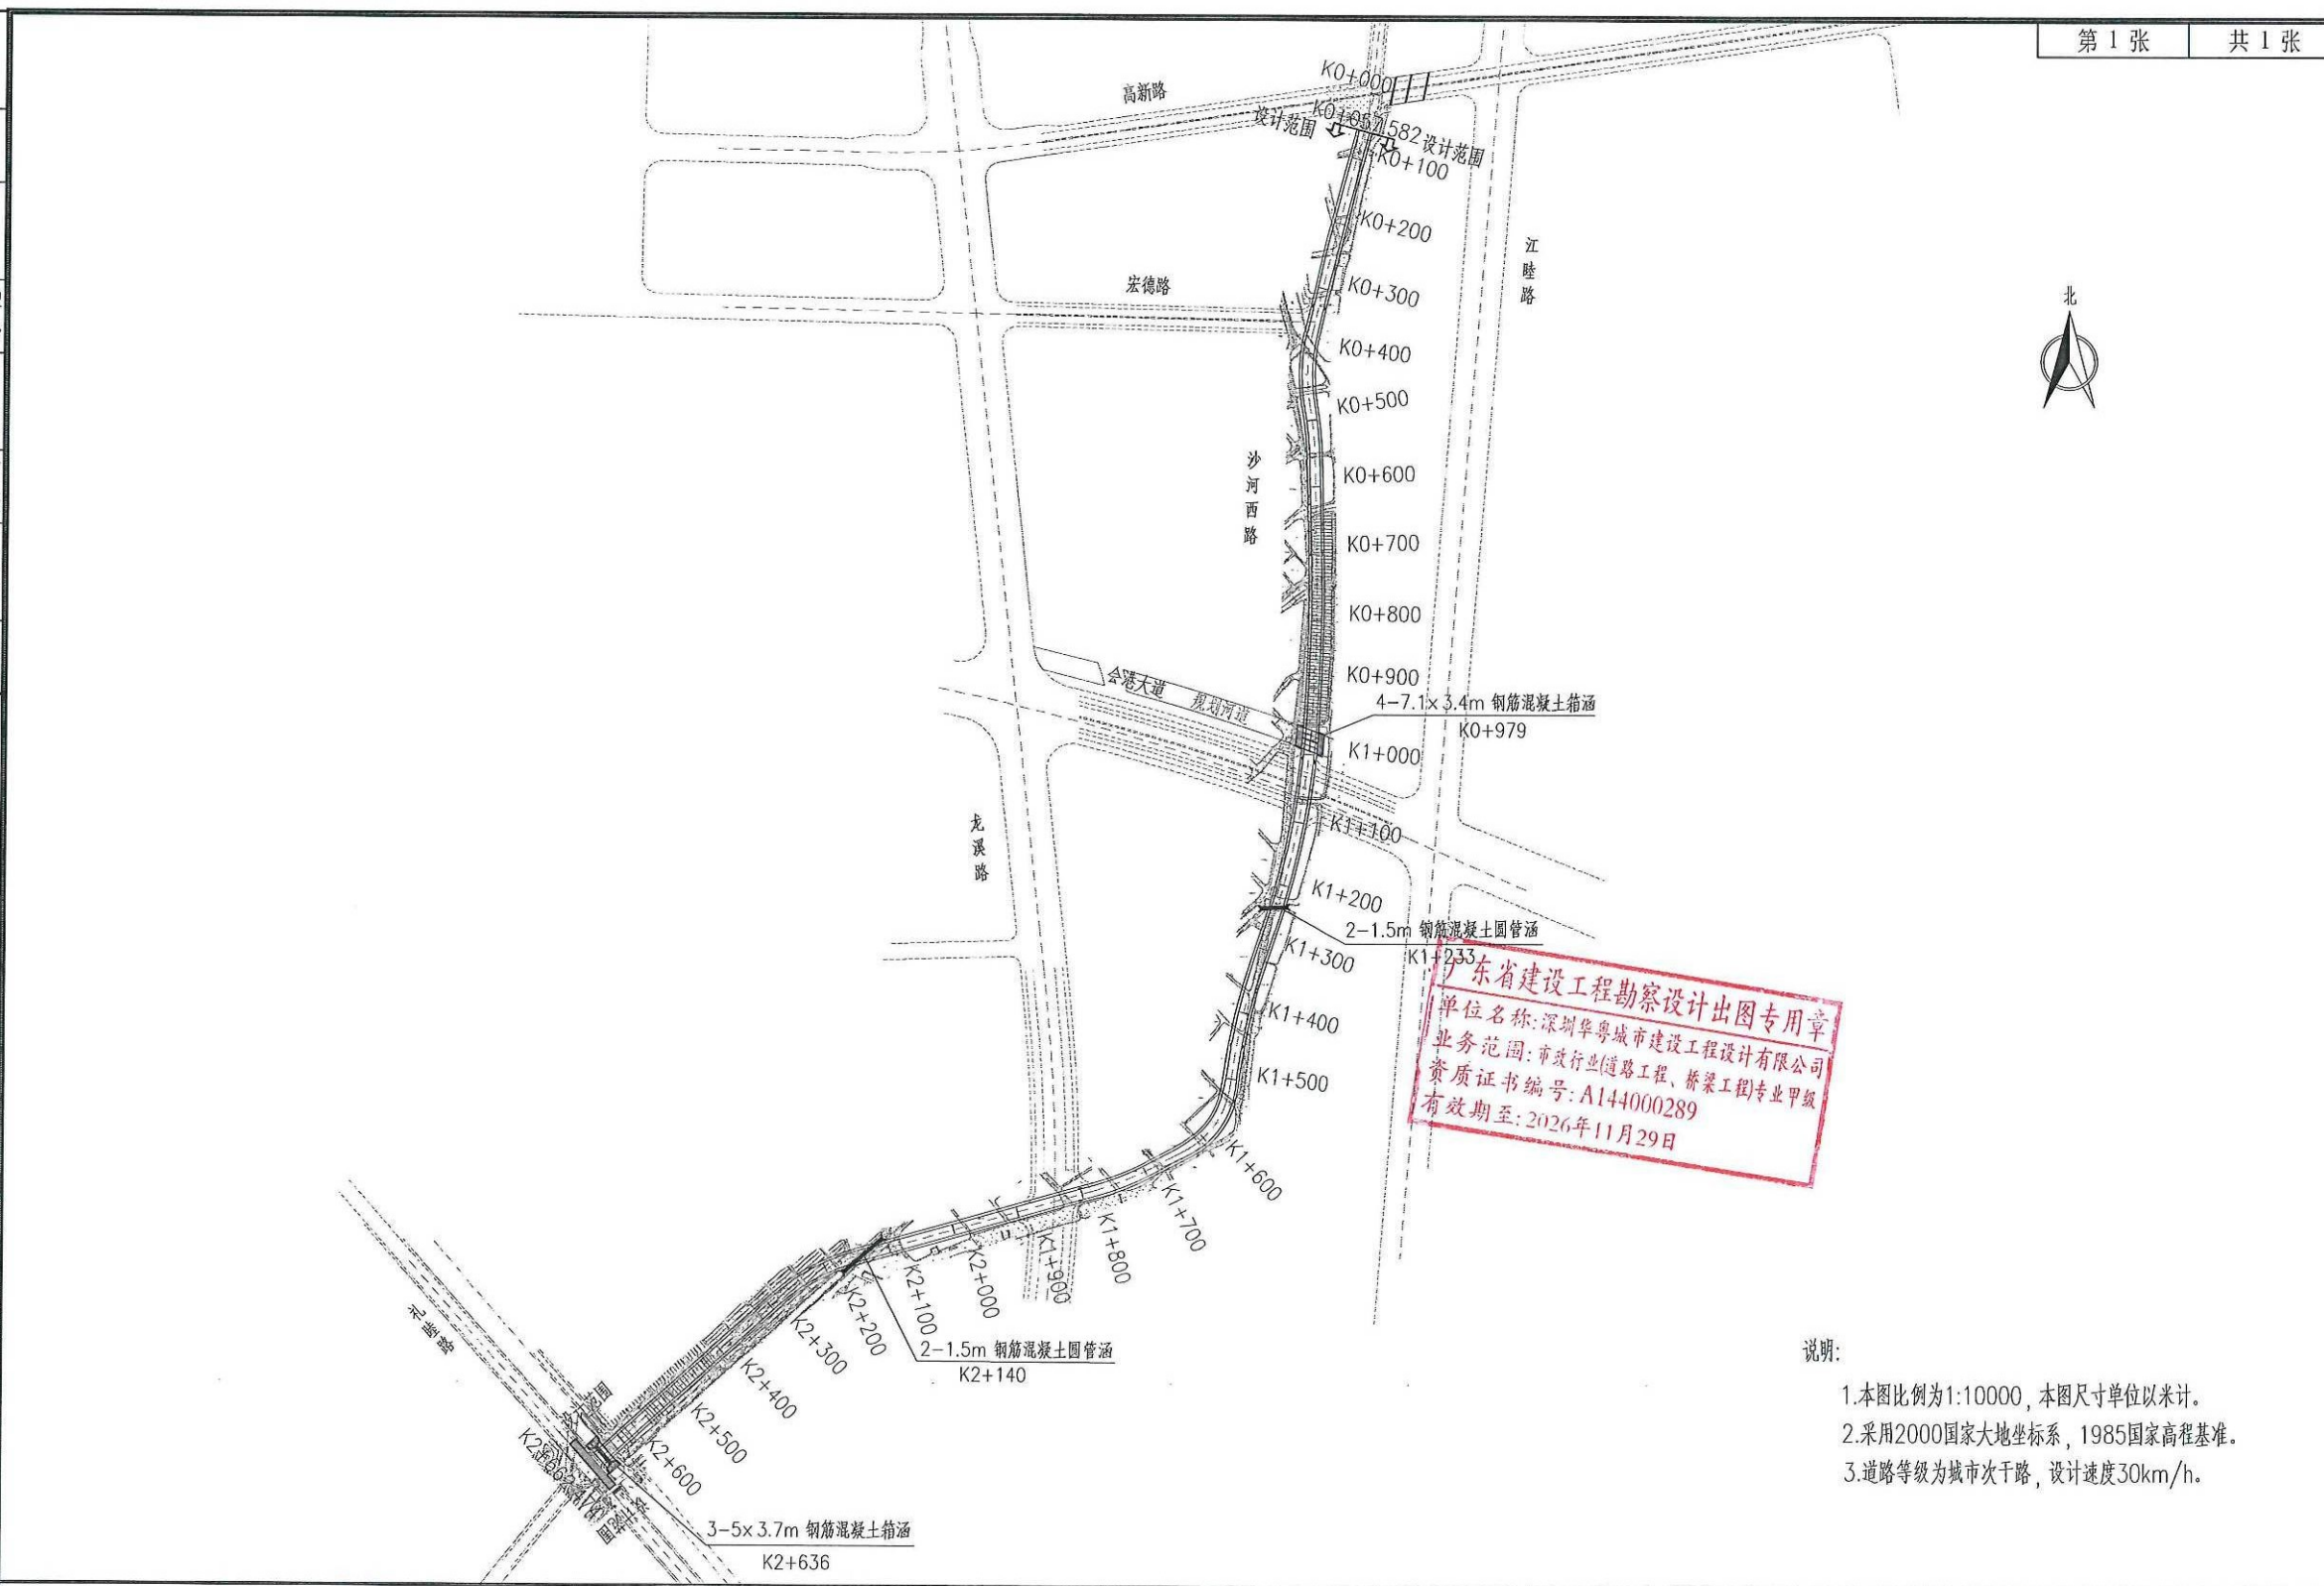 第 1 张
共 1 张
K0+000
高新路
K0+057.582
设计范围
设计范围
K0+100
K0+200
江睦路
宏德路
K0+300
北
K0+400
K0+500
沙河西路
K0+600
K0+700
K0+800
K0+900
会港大道
规划河道
4-7.1×3.4m 钢筋混凝土箱涵
K0+979
K1+000
K1+100
龙溪路
K1+200
2-1.5m 钢筋混凝土圆管涵
K1+233
K1+300
K1+400
K1+500
广东省建设工程勘察设计出图专用章
单位名称:深圳华粤城市建设工程设计有限公司
业务范围:市政行业(道路工程、桥梁工程)专业甲级
资质证书编号:A144000289
有效期至:2026年11月29日
K1+600
K1+700
K1+800
K1+900
K2+000
K2+100
K2+200
K2+300
2-1.5m 钢筋混凝土圆管涵
K2+140
礼睦路
K2+400
K2+500
K2+600
3-5×3.7m 钢筋混凝土箱涵
K2+636
说明:
1.本图比例为1:10000,本图尺寸单位以米计。
2.采用2000国家大地坐标系,1985国家高程基准。
3.道路等级为城市次干路,设计速度30km/h。